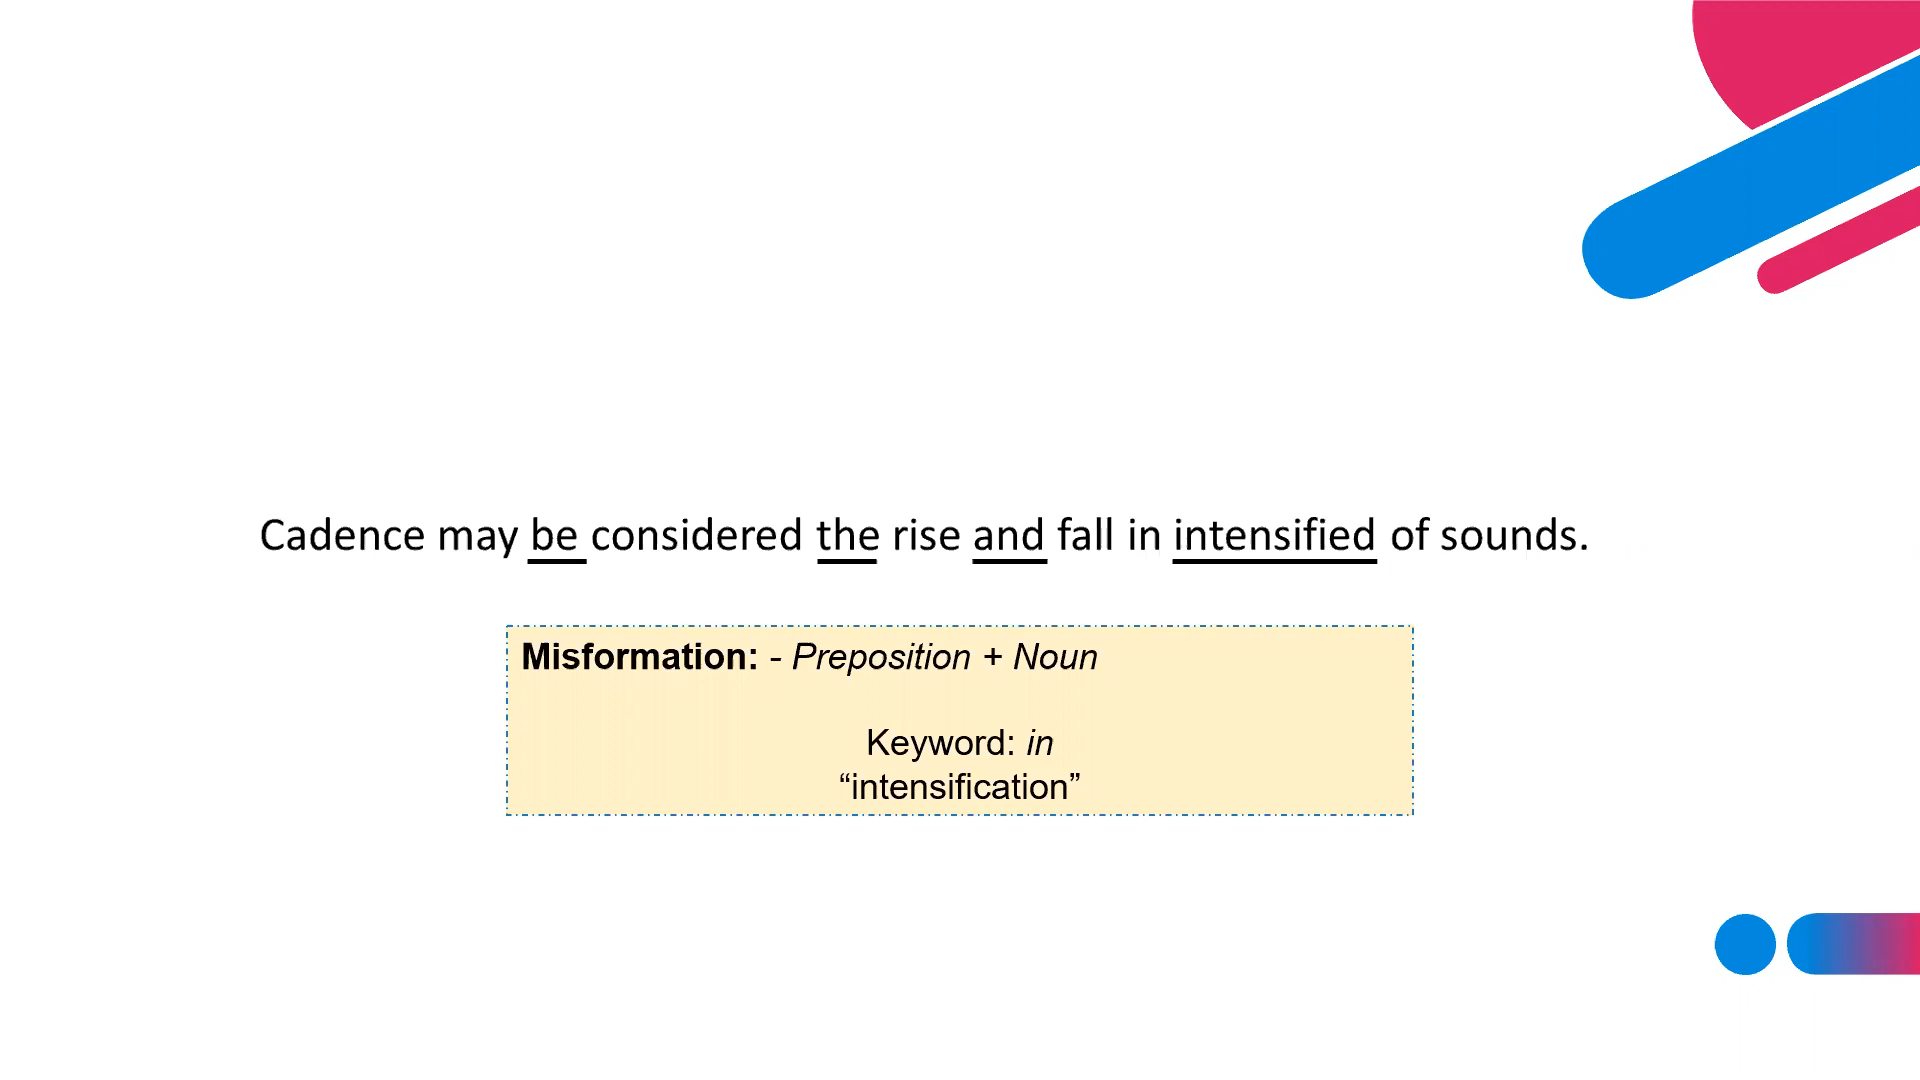 Cadence may be considered the rise and fall in intensified of sounds.
Misformation: - Preposition + Noun
Keyword: in
“intensification”